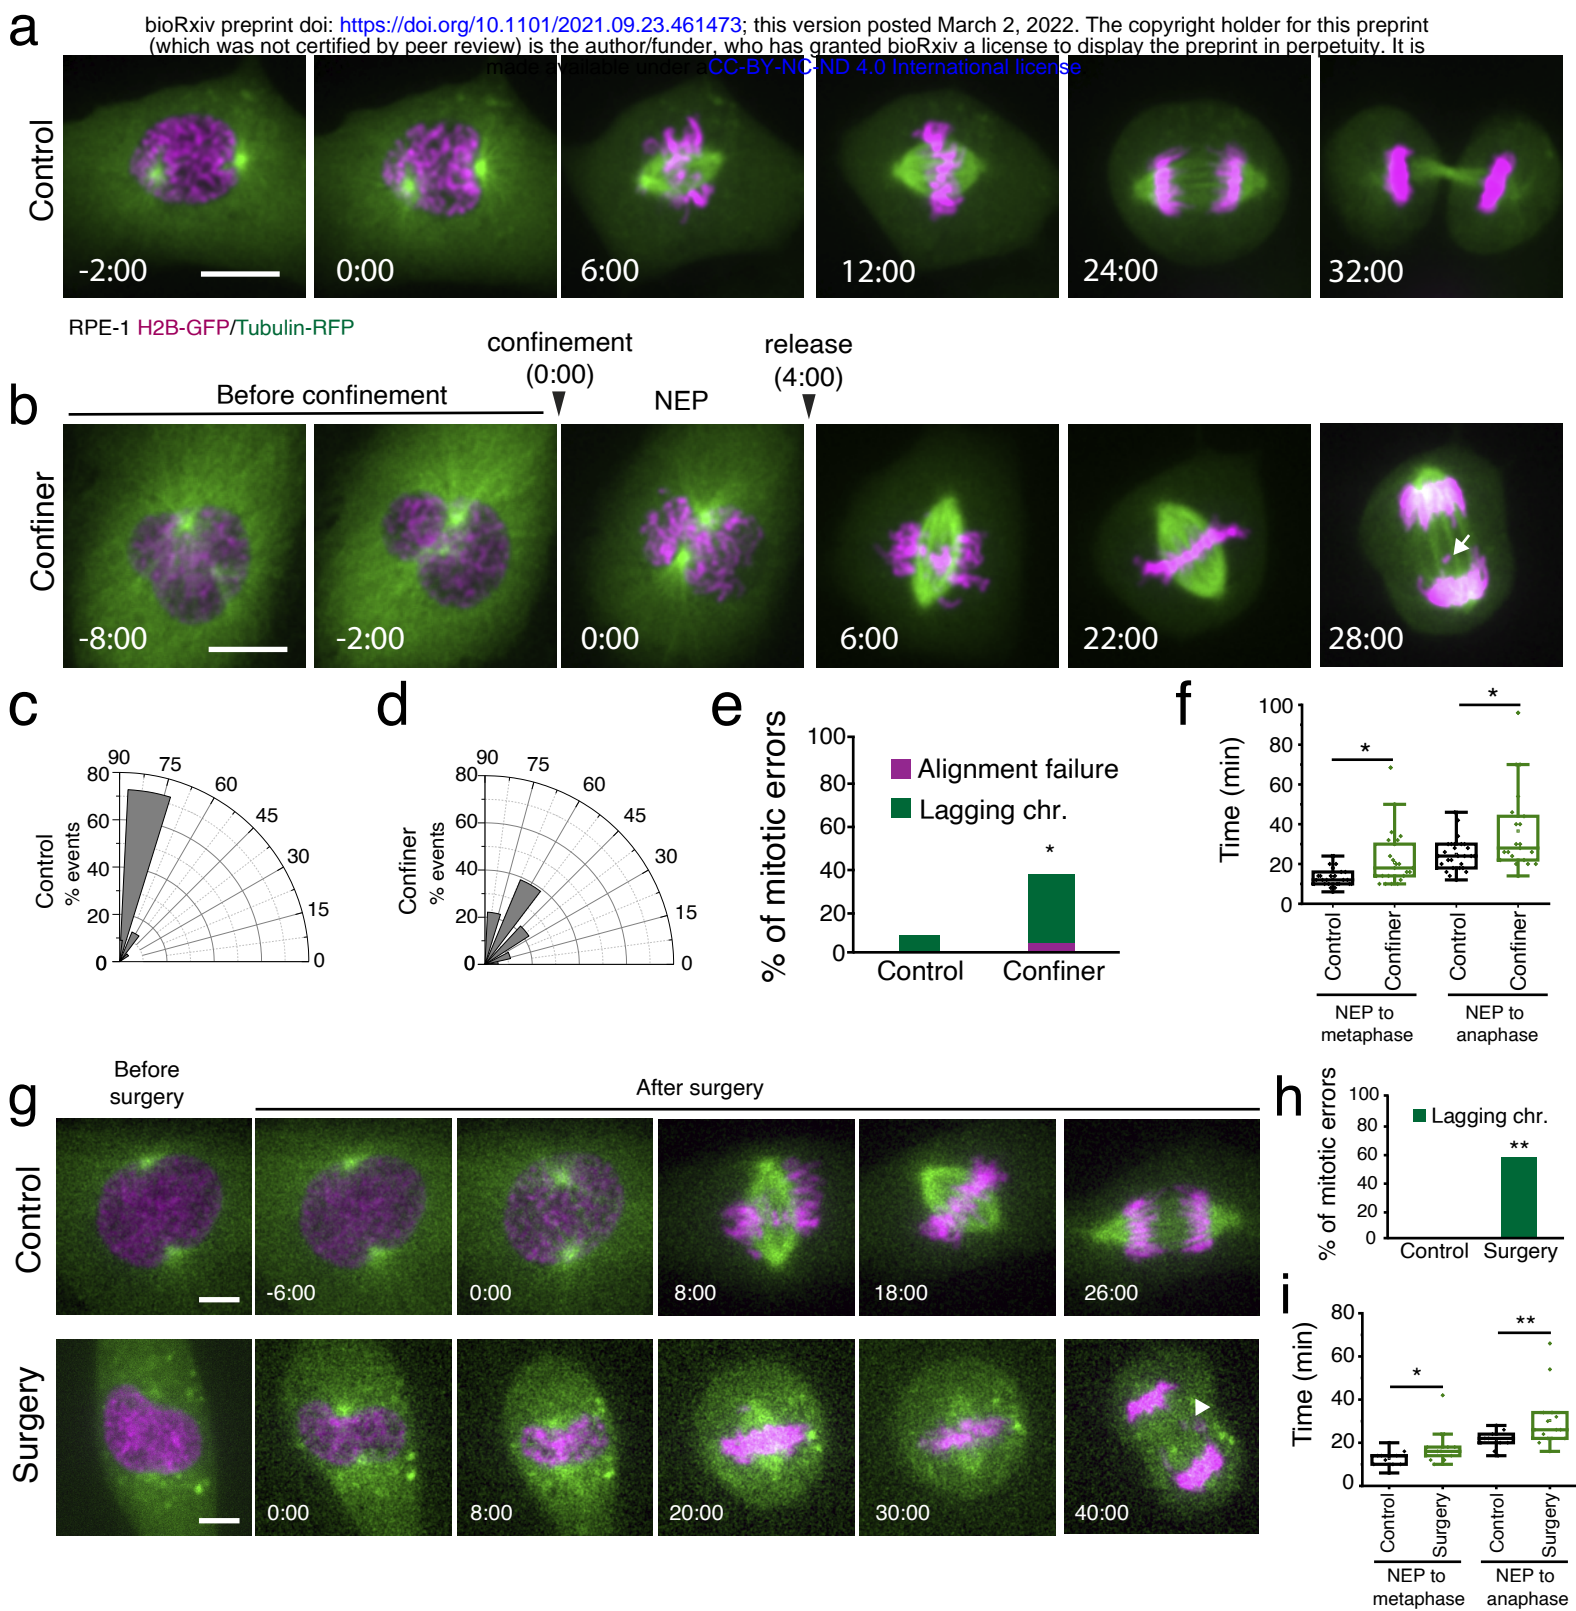 a
bioRxiv preprint doi: https://doi.org/10.1101/2021.09.23.461473; this version posted March 2, 2022. The copyright holder for this preprint
(which was not certified by peer review) is the author/funder, who has granted bioRxiv a license to display the preprint in perpetuity. It is
made available under aCC-BY-NC-ND 4.0 International license
Control
-2:00
0:00
6:00
12:00
24:00
32:00
RPE-1 H2B-GFP/Tubulin-RFP
confinement
(0:00)
release
(4:00)
b
Before confinement
NEP
Confiner
-8:00
-2:00
0:00
6:00
22:00
28:00
c
Control
% events
90
75
60
45
30
15
0
80
60
40
20
0
d
Confiner
% events
90
75
60
45
30
15
0
80
60
40
20
0
e
% of mitotic errors
100
80
60
40
20
0
Alignment failure
Lagging chr.
*
Control
Confiner
f
Time (min)
100
80
60
40
20
0
*
*
Control
Confiner
Control
Confiner
NEP to
metaphase
NEP to
anaphase
g
Before
surgery
After surgery
Control
-6:00
0:00
8:00
18:00
26:00
Surgery
0:00
8:00
20:00
30:00
40:00
h
% of mitotic errors
100
80
60
40
20
0
Lagging chr.
**
Control
Surgery
i
Time (min)
80
60
40
20
0
*
**
Control
Surgery
Control
Surgery
NEP to
metaphase
NEP to
anaphase